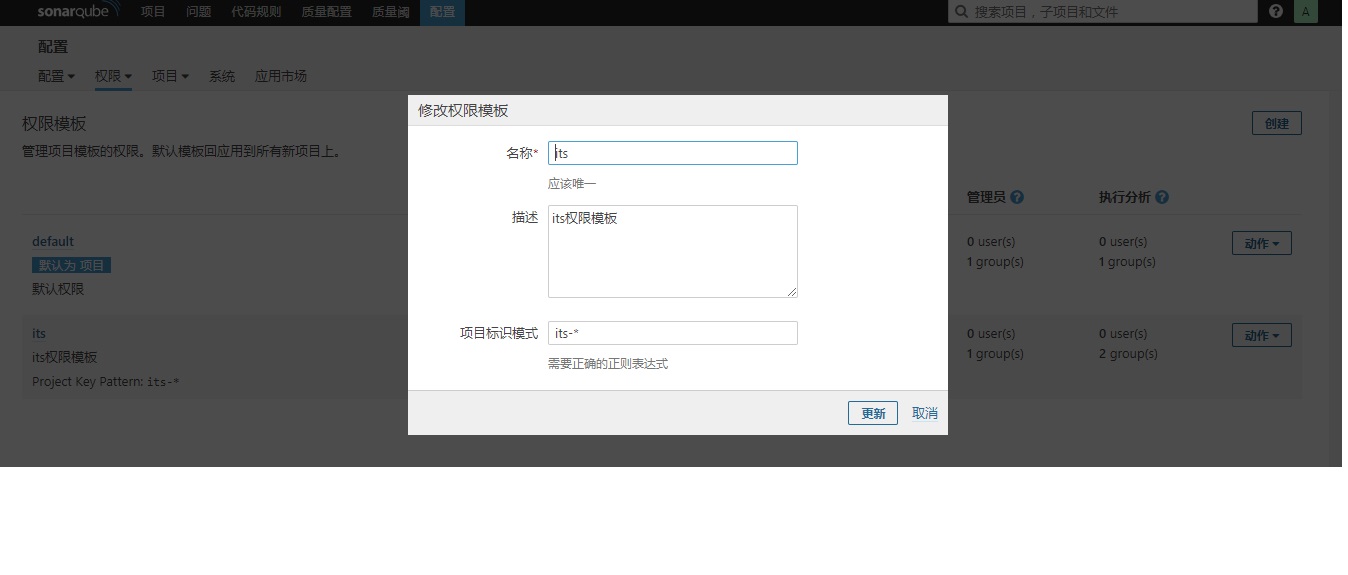 sonarqube 项目 问题 代码规则 质量配置 质量阈 配置 搜索项目，子项目和文件 ? A
配置
配置 权限 项目 系统 应用市场
权限模板
创建
管理项目模板的权限。默认模板回应用到所有新项目上。
管理员 ? 执行分析 ?
default
默认为 项目
默认权限
0 user(s) 0 user(s) 动作
1 group(s) 1 group(s)
its
its权限模板
Project Key Pattern: its-*
0 user(s) 0 user(s) 动作
1 group(s) 2 group(s)
修改权限模板
名称* its
应该唯一
描述 its权限模板
项目标识模式 its-*
需要正确的正则表达式
更新 取消